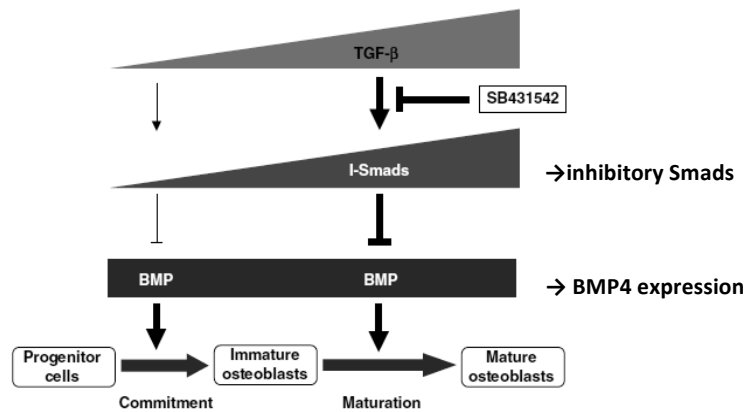 TGF-β
SB431542
I-Smads
→inhibitory Smads
BMP BMP
→ BMP4 expression
Progenitor
cells
Immature
osteoblasts
Mature
osteoblasts
Commitment
Maturation